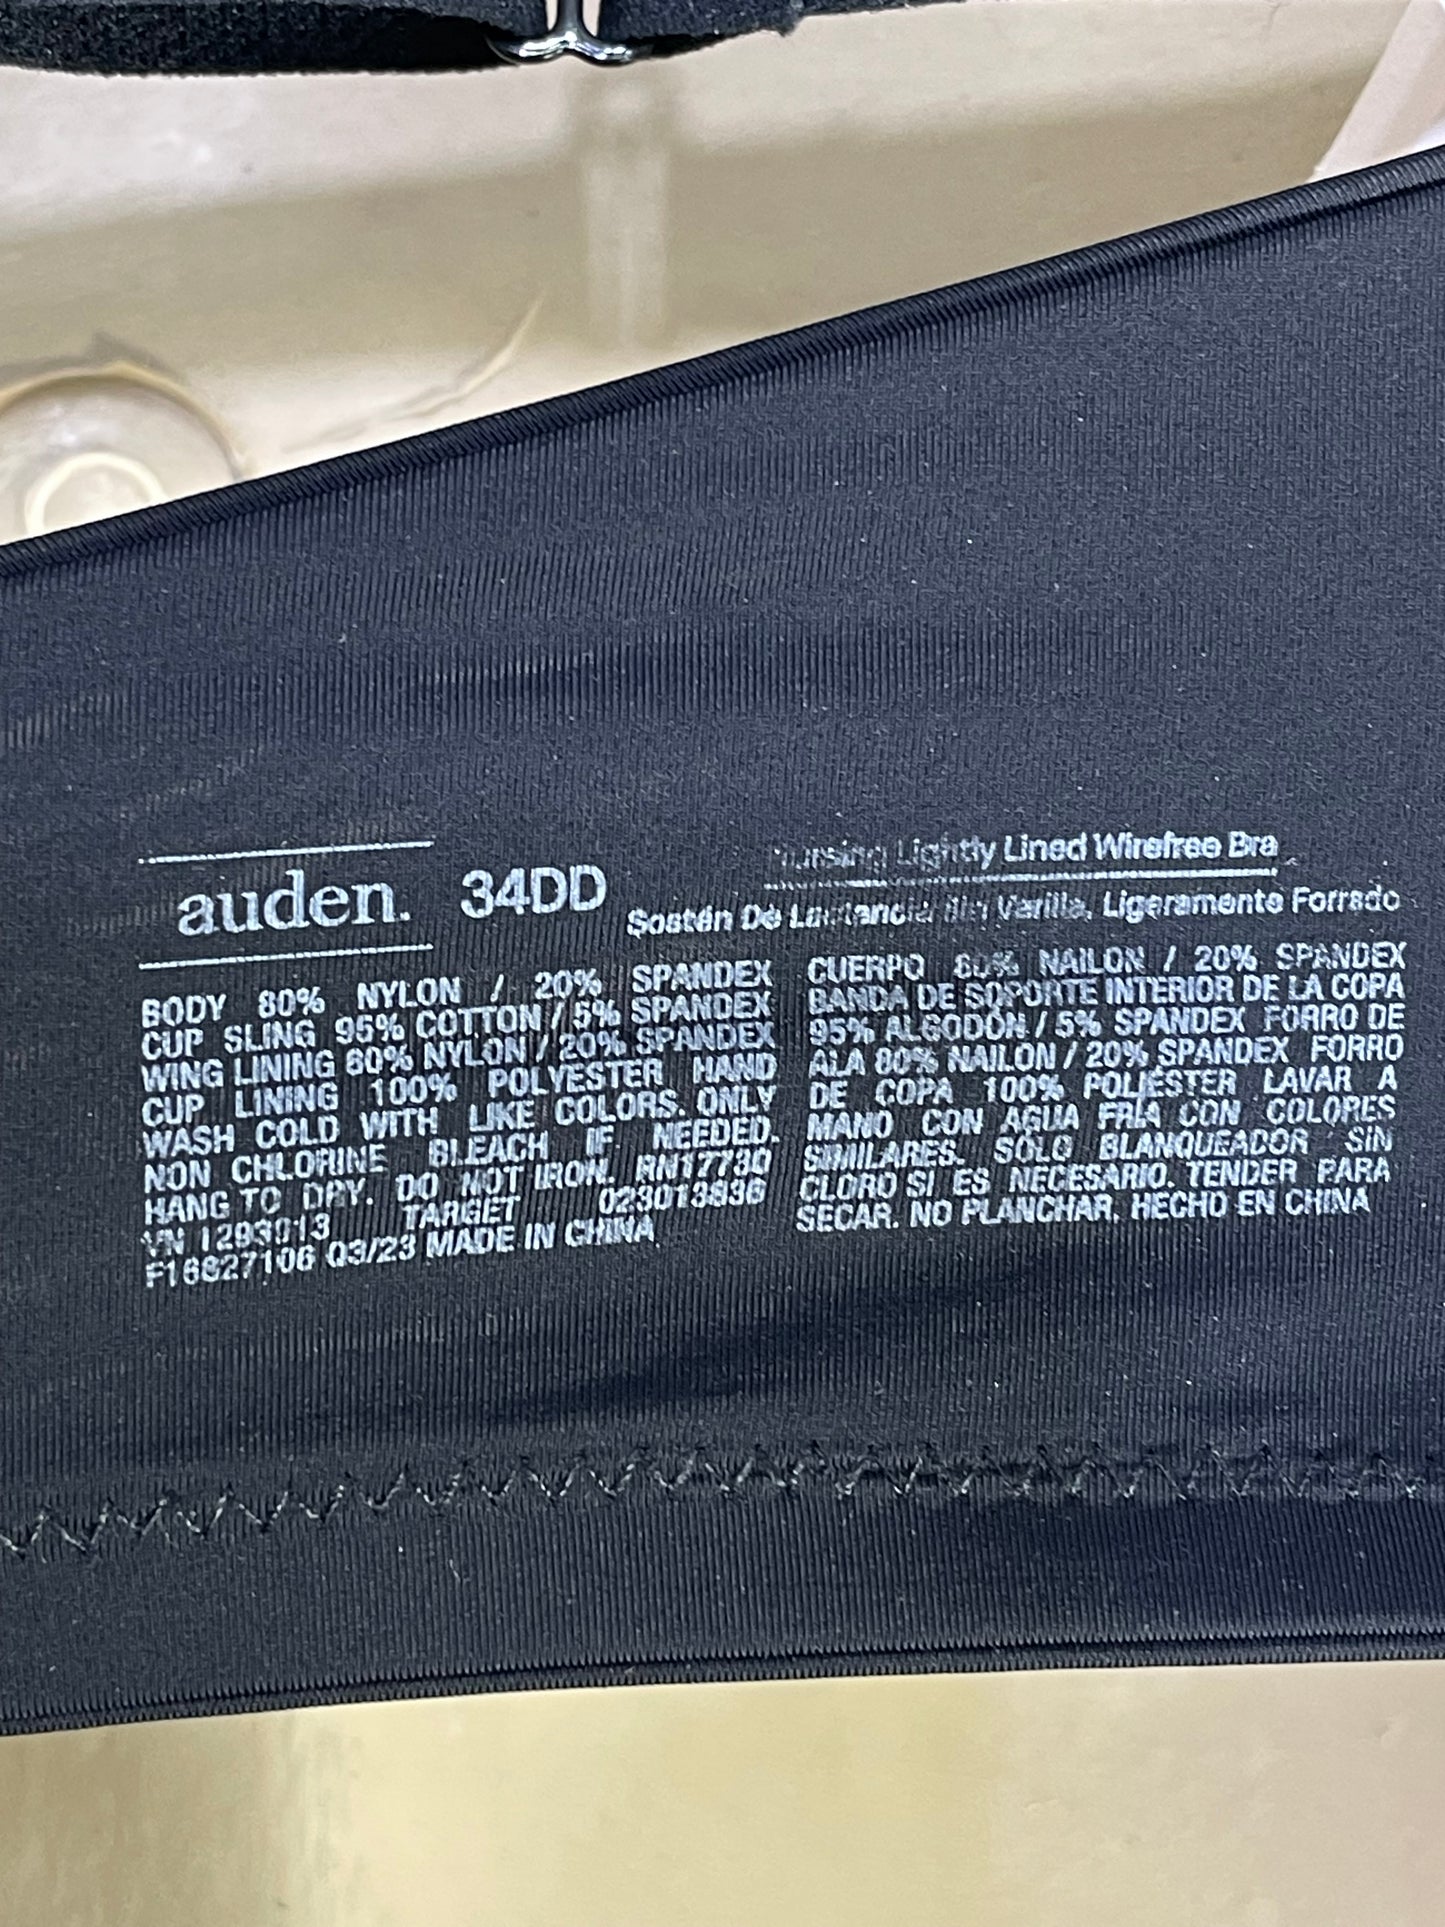 auden. 34DD
Nursing Lightly Lined Wirefree Bra
Sostén De Lactancia Sin Varilla, Ligeramente Forrado
BODY 80% NYLON / 20% SPANDEX
CUP SLING 95% COTTON / 5% SPANDEX
WING LINING 80% NYLON / 20% SPANDEX
CUP LINING 100% POLYESTER HAND
WASH COLD WITH LIKE COLORS. ONLY
NON CHLORINE BLEACH IF NEEDED.
HANG TO DRY. DO NOT IRON. RN17730
VN TARGET 023013836
F16827106 Q3/23 MADE IN CHINA
CUERPO 80% NAILON / 20% SPANDEX
BANDA DE SOPORTE INTERIOR DE LA COPA
95% ALGODÓN / 5% SPANDEX FORRO DE
ALA 80% NAILON / 20% SPANDEX FORRO
DE COPA 100% POLIÉSTER LAVAR A
MANO CON AGUA FRÍA CON COLORES
SIMILARES. SÓLO BLANQUEADOR SIN
CLORO SI ES NECESARIO. TENDER PARA
SECAR. NO PLANCHAR. HECHO EN CHINA